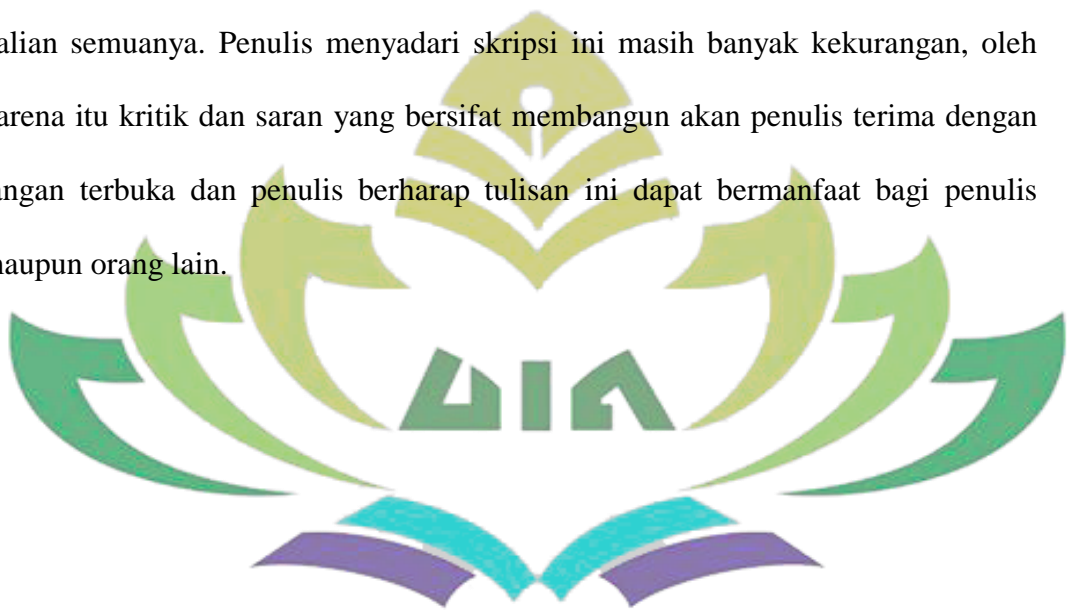 alian semuanya. Penulis menyadari skripsi ini masih banyak kekurangan, oleh
arena itu kritik dan saran yang bersifat membangun akan penulis terima dengan
angan terbuka dan penulis berharap tulisan ini dapat bermanfaat bagi penulis
naupun orang lain.
UIN